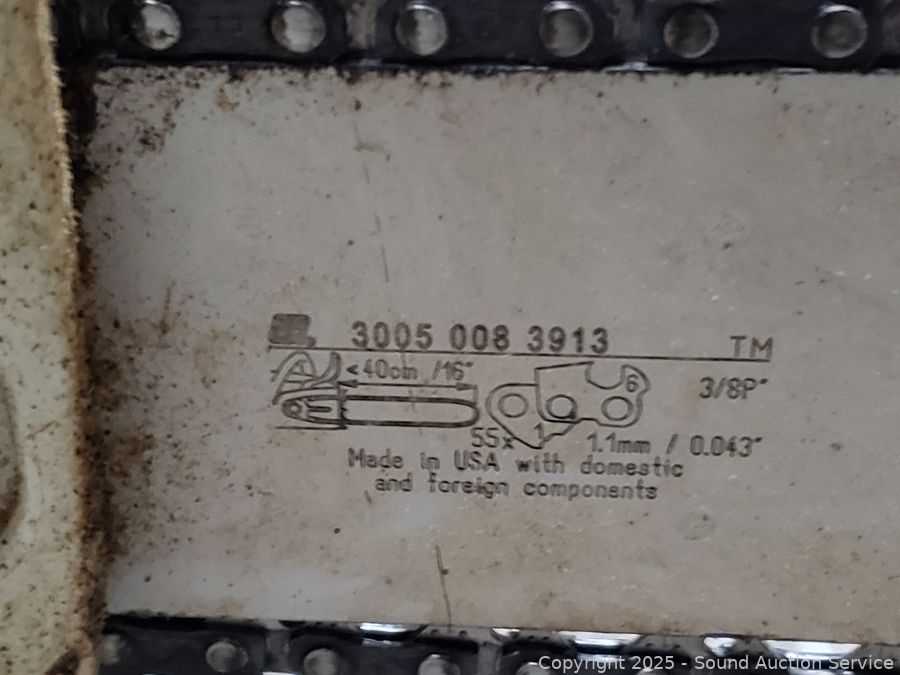 3005 008 3913 TM
<40cm /16" 6 3/8P"
55x 1 1.1mm / 0.043"
Made in USA with domestic
and foreign components
Copyright 2025 - Sound Auction Service